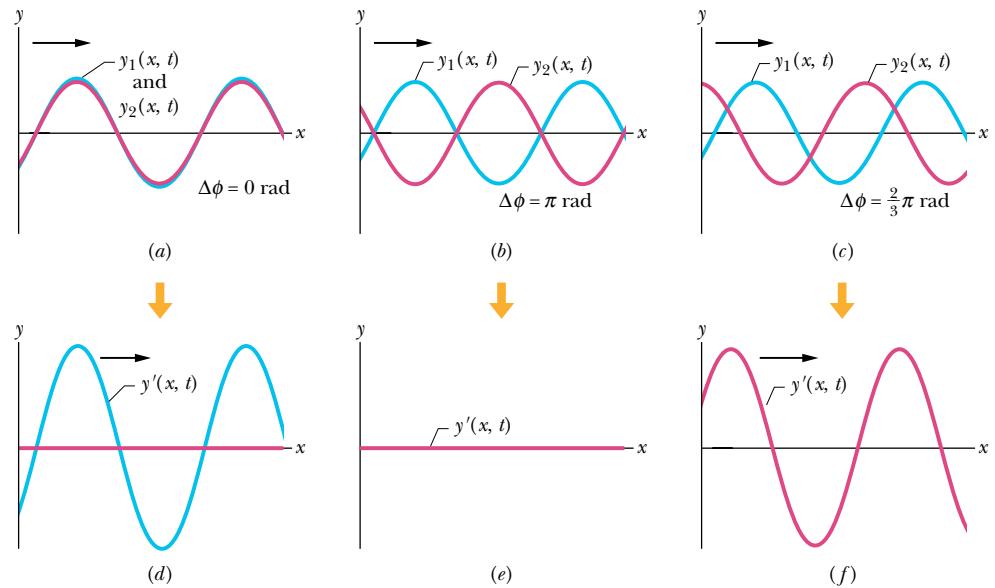 y
y
y
y₁(x, t)
and
y₂(x, t)
x
Δϕ = 0 rad
y₁(x, t)
y₂(x, t)
x
Δϕ = π rad
y₁(x, t)
y₂(x, t)
x
Δϕ = 2/3 π rad
(a)
(b)
(c)
y
y
y
y′(x, t)
x
y′(x, t)
x
y′(x, t)
x
(d)
(e)
(f)